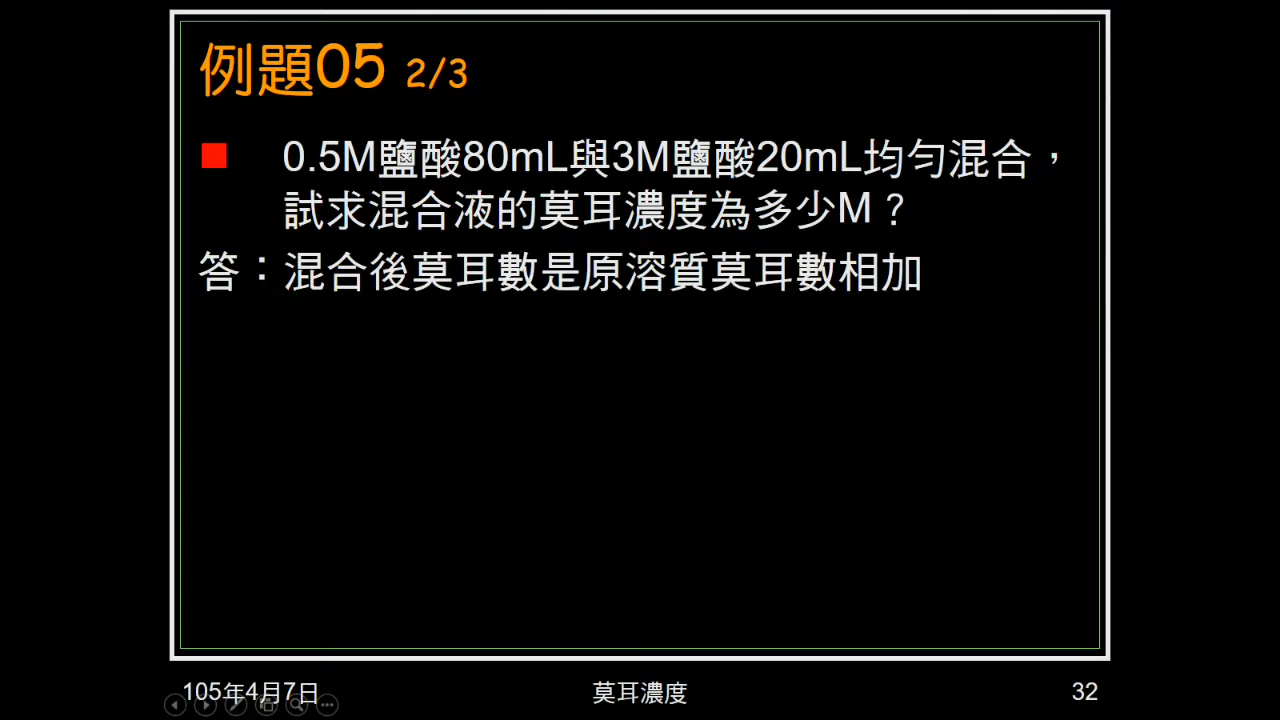 例題05 2/3
0.5M鹽酸80mL與3M鹽酸20mL均勻混合，
試求混合液的莫耳濃度為多少M？
答：混合後莫耳數是原溶質莫耳數相加
105年4月7日
莫耳濃度
32